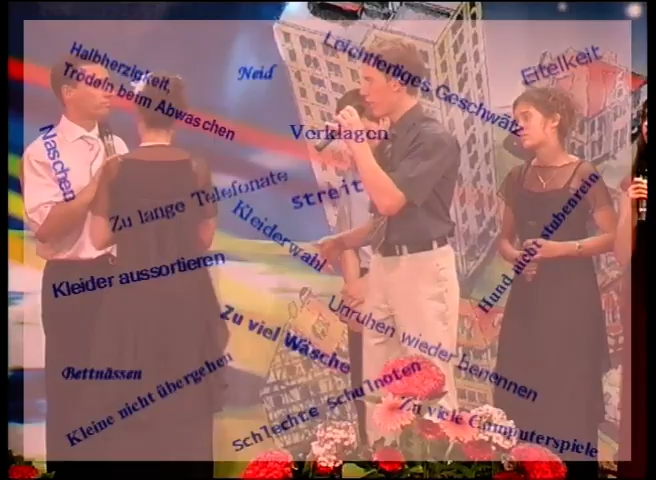 Halbherzigkeit,
Trödeln beim Abwaschen
Neid
Leichtfertiges Geschwätz
Eitelkeit
Naschen
Verklagen
Zu lange Telefonate
Streit
Kleiderwahl
Hund nicht stubenrein
Kleider aussortieren
Zu viel Wäsche
Unruhen wieder benennen
Bettnässen
Kleine nicht übergehen
Schlechte Schulnoten
Zu viele Computerspiele